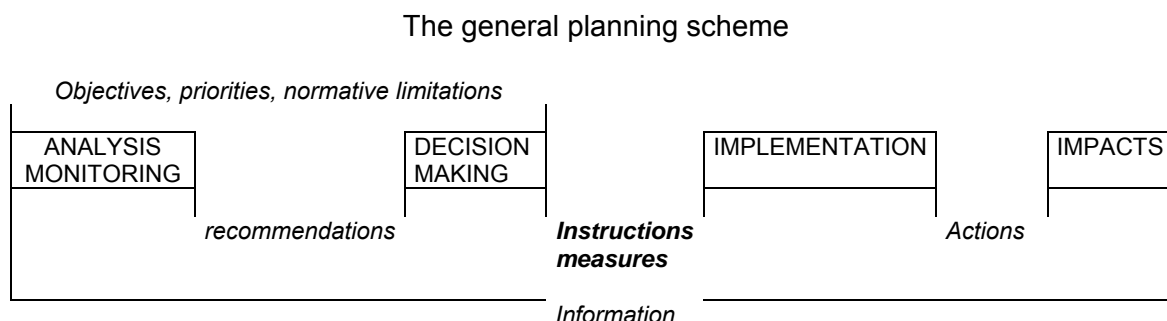 The general planning scheme
Objectives, priorities, normative limitations
ANALYSIS
MONITORING
DECISION
MAKING
IMPLEMENTATION
IMPACTS
recommendations
Instructions
measures
Actions
Information